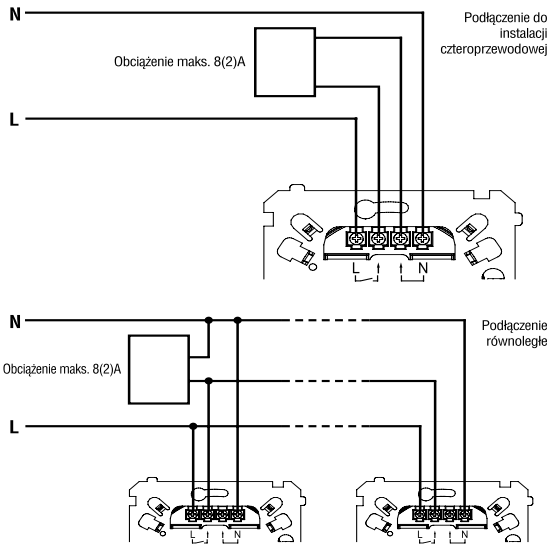 N
Podłączenie do
instalacji
czteroprzewodowej
Obciążenie maks. 8(2)A
L
L N
N
Podłączenie
równoległe
Obciążenie maks. 8(2)A
L
L N
L N